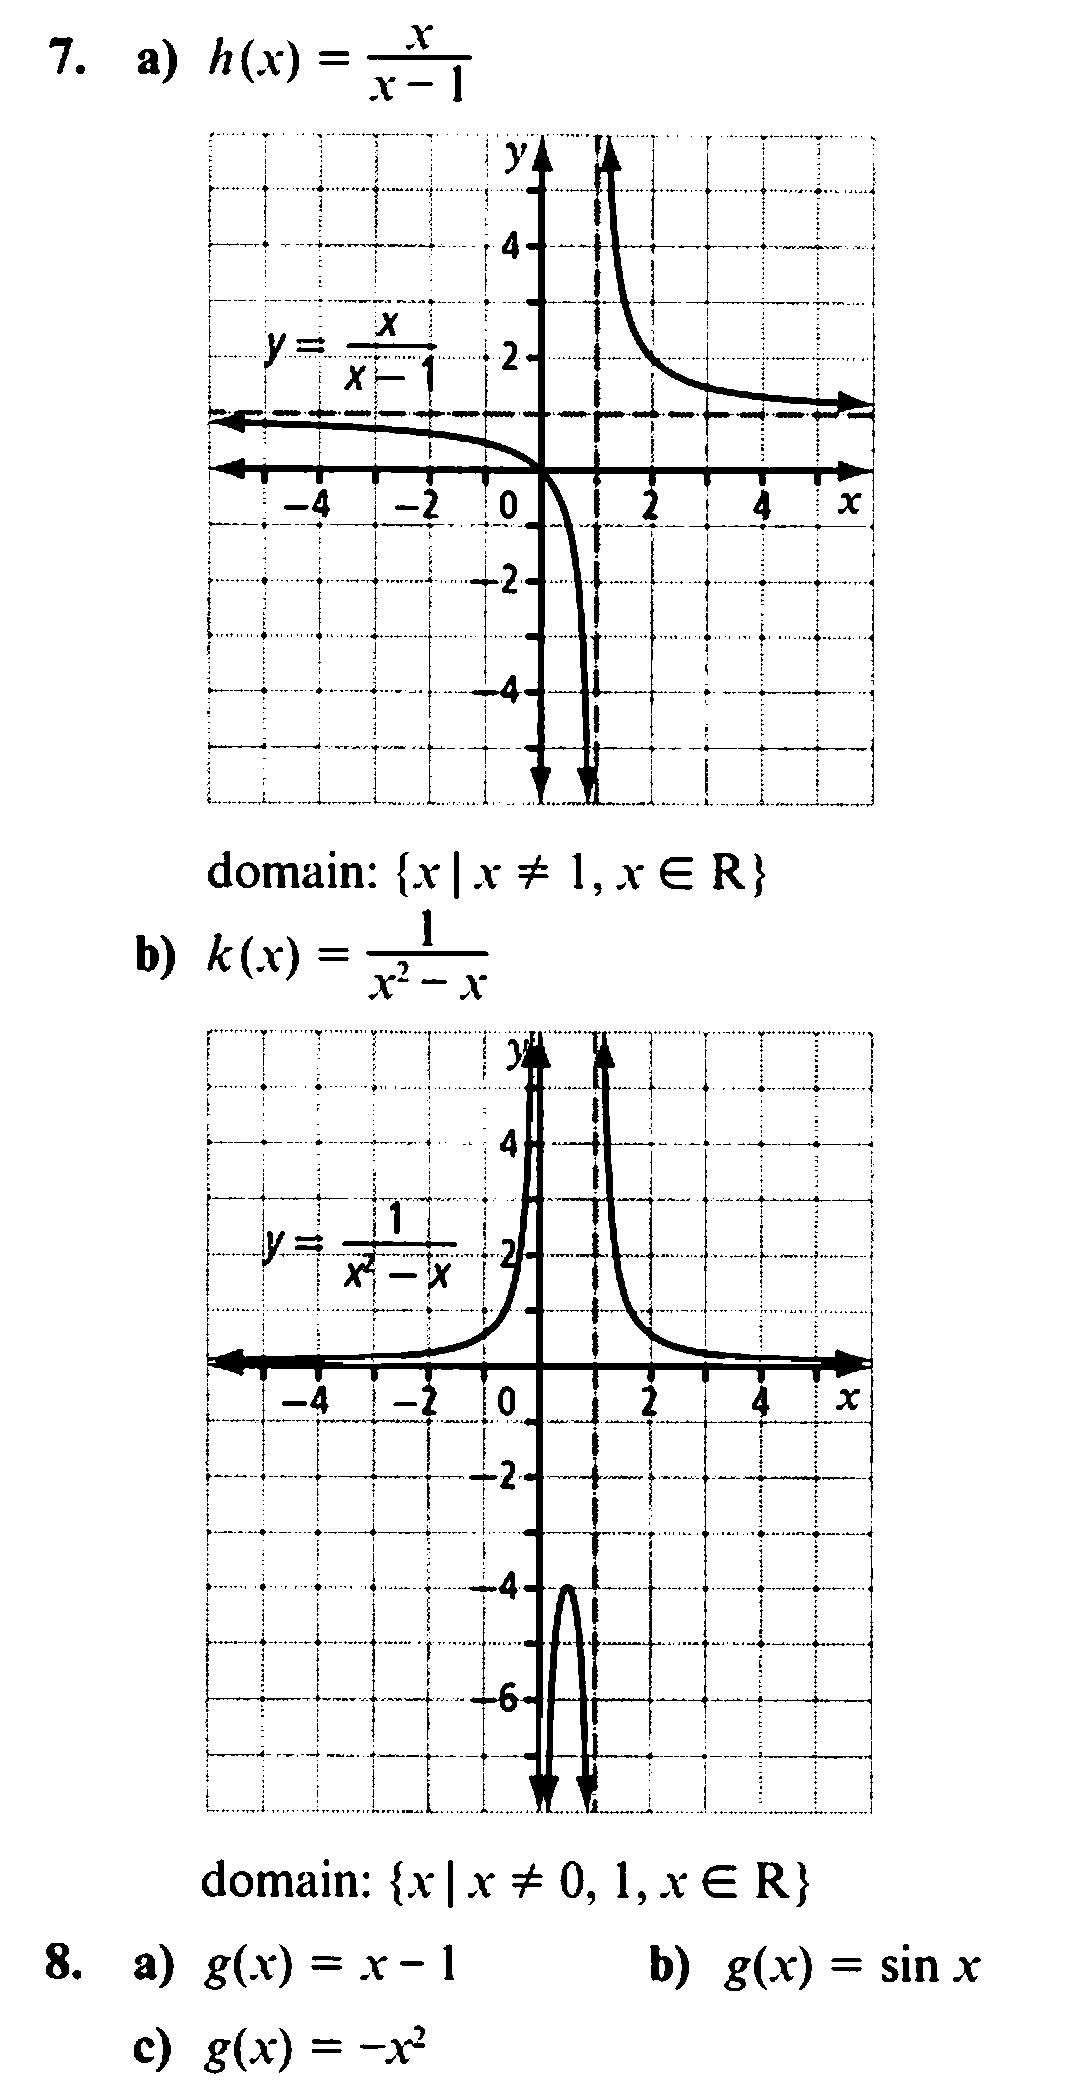 7. a) h(x) = x/(x − 1)
y
4
y = x/(x − 1)
2
−4 −2 0 2 4 x
−2
−4
domain: {x | x ≠ 1, x ∈ R}
b) k(x) = 1/(x² − x)
y
4
y = 1/(x² − x)
2
−4 −2 0 2 4 x
−2
−4
−6
domain: {x | x ≠ 0, 1, x ∈ R}
8. a) g(x) = x − 1 b) g(x) = sin x
c) g(x) = −x²